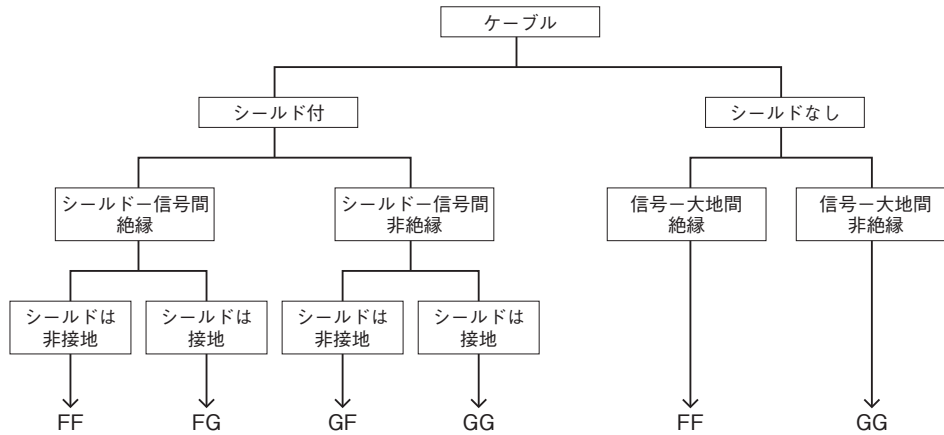 ケーブル
シールド付
シールドなし
シールドー信号間
絶縁
シールドー信号間
非絶縁
信号ー大地間
絶縁
信号ー大地間
非絶縁
シールドは
非接地
シールドは
接地
シールドは
非接地
シールドは
接地
FF
FG
GF
GG
FF
GG